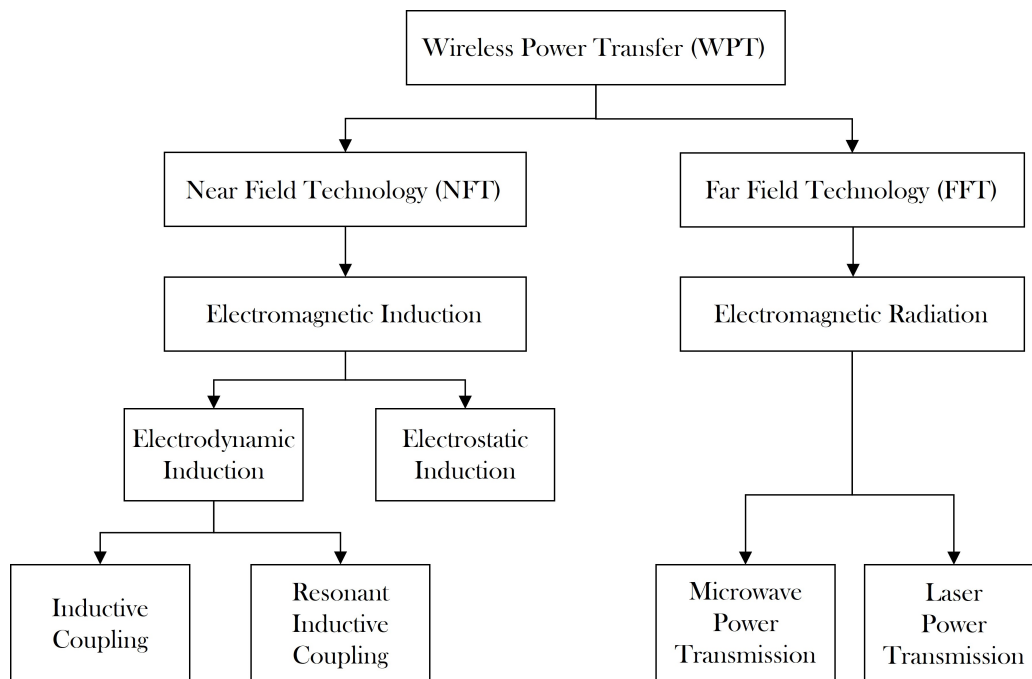 Wireless Power Transfer (WPT)
Near Field Technology (NFT)
Far Field Technology (FFT)
Electromagnetic Induction
Electromagnetic Radiation
Electrodynamic
Induction
Electrostatic
Induction
Inductive
Coupling
Resonant
Inductive
Coupling
Microwave
Power
Transmission
Laser
Power
Transmission